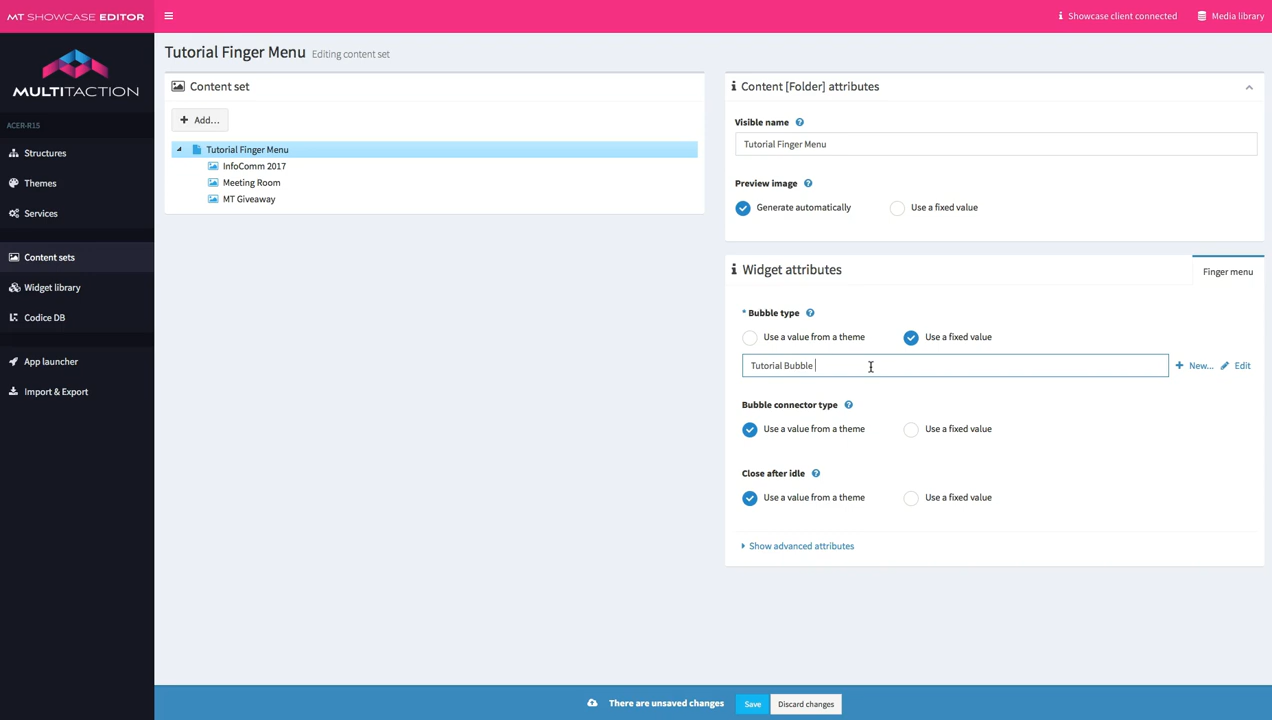 MT SHOWCASE EDITOR
Showcase client connected
Media library
MULTITACTION
ACER-R15
Structures
Themes
Services
Content sets
Widget library
Codice DB
App launcher
Import & Export
Tutorial Finger Menu Editing content set
Content set
+ Add...
Tutorial Finger Menu
InfoComm 2017
Meeting Room
MT Giveaway
Content [Folder] attributes
Visible name
Tutorial Finger Menu
Preview image
Generate automatically
Use a fixed value
Widget attributes
Finger menu
* Bubble type
Use a value from a theme
Use a fixed value
Tutorial Bubble
+ New... Edit
Bubble connector type
Use a value from a theme
Use a fixed value
Close after idle
Use a value from a theme
Use a fixed value
Show advanced attributes
There are unsaved changes
Save
Discard changes